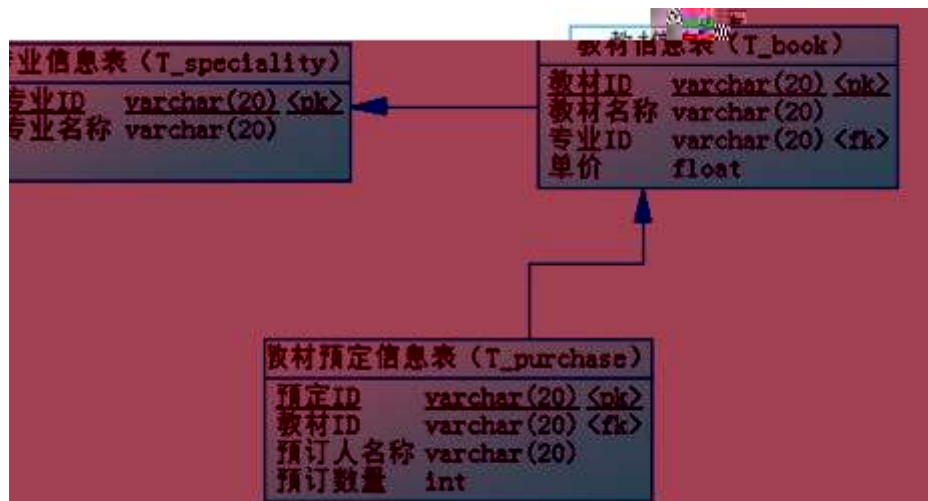 业信息表（T_speciality）
专业ID varchar(20) <pk>
专业名称 varchar(20)
教材信息表（T_book）
教材ID varchar(20) <pk>
教材名称 varchar(20)
专业ID varchar(20) <fk>
单价 float
教材预定信息表（T_purchase）
预定ID varchar(20) <pk>
教材ID varchar(20) <fk>
预订人名称 varchar(20)
预订数量 int